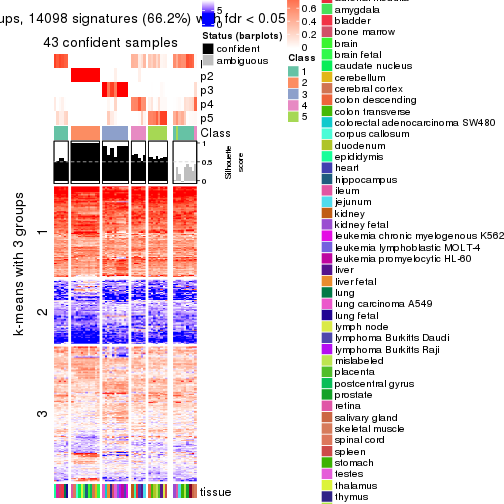 ups, 14098 signatures (66.2%) with fdr < 0.05
43 confident samples
p2
p3
p4
p5
Class
1
0.5
0
Silhouette
score
k-means with 3 groups
1
2
3
tissue
5
0
Status (barplots)
confident
ambiguous
0.6
0.4
0.2
0
Class
1
2
3
4
5
amygdala
bladder
bone marrow
brain
brain fetal
caudate nucleus
cerebellum
cerebral cortex
colon descending
colon transverse
colorectal adenocarcinoma SW480
corpus callosum
duodenum
epididymis
heart
hippocampus
ileum
jejunum
kidney
kidney fetal
leukemia chronic myelogenous K562
leukemia lymphoblastic MOLT-4
leukemia promyelocytic HL-60
liver
liver fetal
lung
lung carcinoma A549
lung fetal
lymph node
lymphoma Burkitts Daudi
lymphoma Burkitts Raji
mislabeled
placenta
postcentral gyrus
prostate
retina
salivary gland
skeletal muscle
spinal cord
spleen
stomach
testes
thalamus
thymus